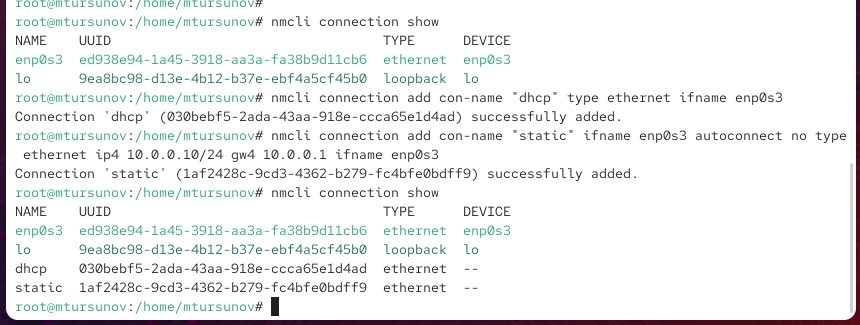 root@mtursunov:/home/mtursunov#
root@mtursunov:/home/mtursunov# nmcli connection show
NAME    UUID                                  TYPE      DEVICE
enp0s3  ed938e94-1a45-3918-aa3a-fa38b9d11cb6  ethernet  enp0s3
lo      9ea8bc98-d13e-4b12-b37e-ebf4a5cf45b0  loopback  lo
root@mtursunov:/home/mtursunov# nmcli connection add con-name "dhcp" type ethernet ifname enp0s3
Connection 'dhcp' (030bebf5-2ada-43aa-918e-ccca65e1d4ad) successfully added.
root@mtursunov:/home/mtursunov# nmcli connection add con-name "static" ifname enp0s3 autoconnect no type
 ethernet ip4 10.0.0.10/24 gw4 10.0.0.1 ifname enp0s3
Connection 'static' (1af2428c-9cd3-4362-b279-fc4bfe0bdff9) successfully added.
root@mtursunov:/home/mtursunov# nmcli connection show
NAME    UUID                                  TYPE      DEVICE
enp0s3  ed938e94-1a45-3918-aa3a-fa38b9d11cb6  ethernet  enp0s3
lo      9ea8bc98-d13e-4b12-b37e-ebf4a5cf45b0  loopback  lo
dhcp    030bebf5-2ada-43aa-918e-ccca65e1d4ad  ethernet  --
static  1af2428c-9cd3-4362-b279-fc4bfe0bdff9  ethernet  --
root@mtursunov:/home/mtursunov#